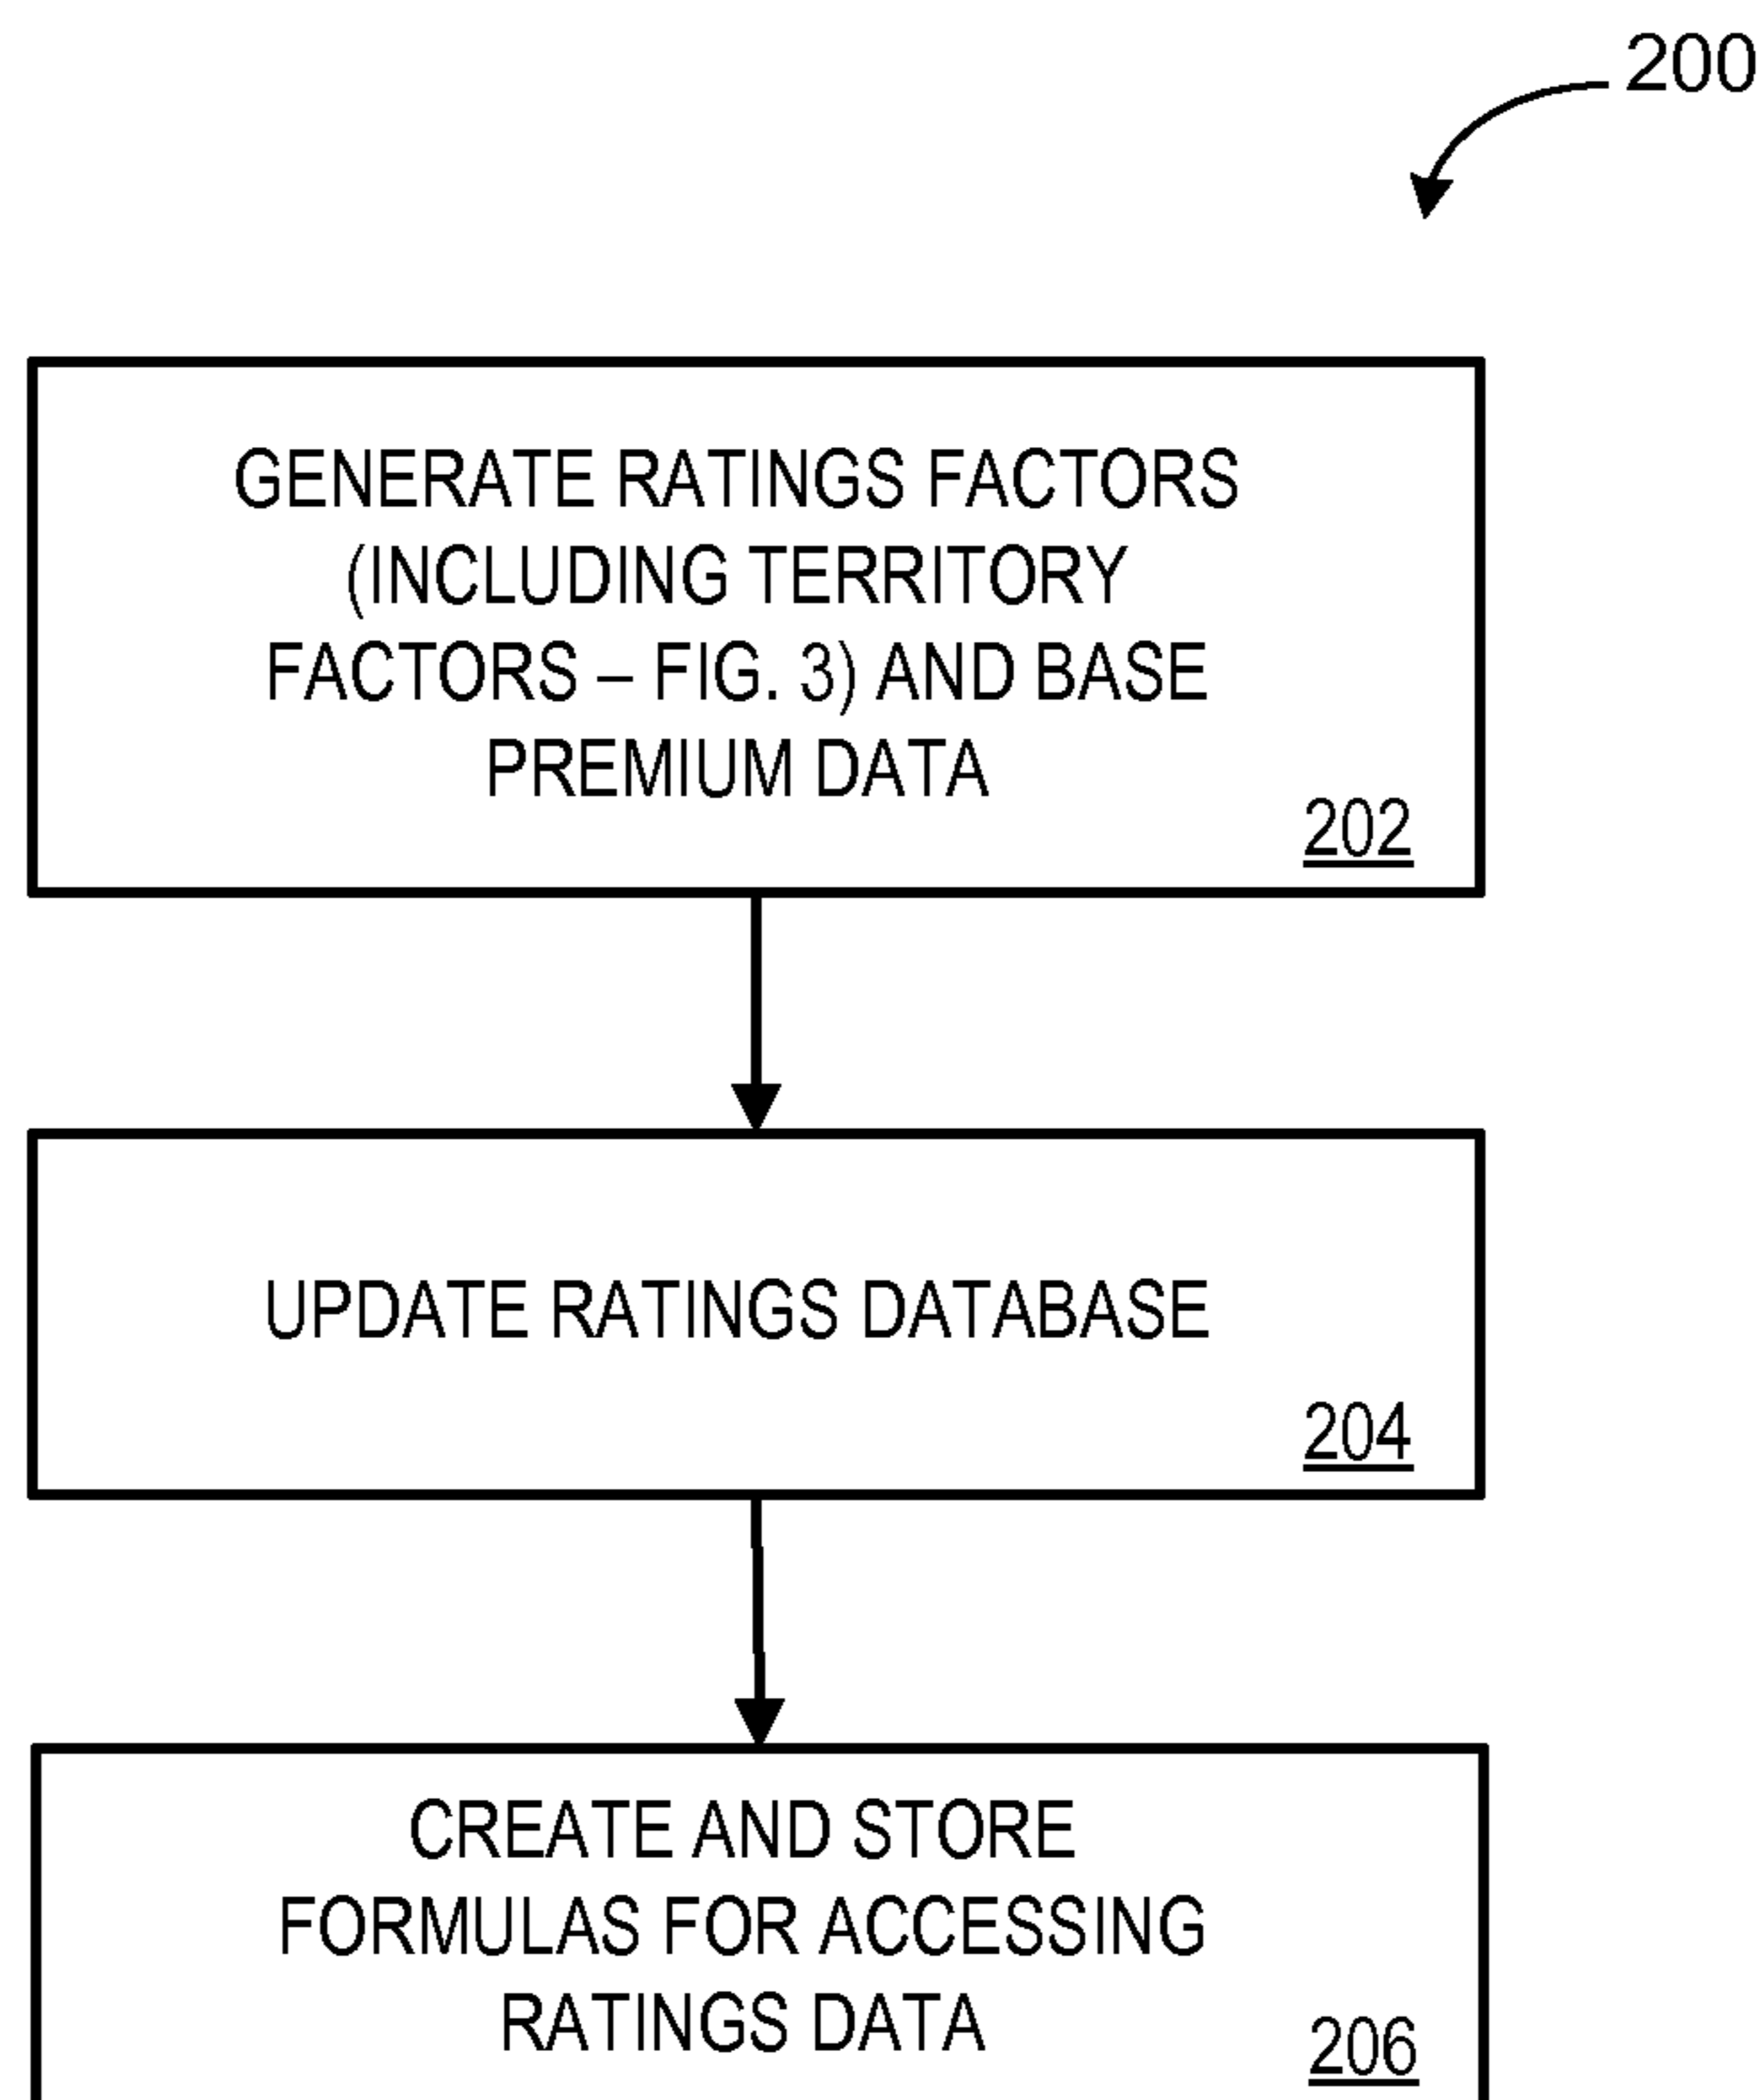 200
GENERATE RATINGS FACTORS
(INCLUDING TERRITORY
FACTORS – FIG. 3) AND BASE
PREMIUM DATA
202
UPDATE RATINGS DATABASE
204
CREATE AND STORE
FORMULAS FOR ACCESSING
RATINGS DATA
206